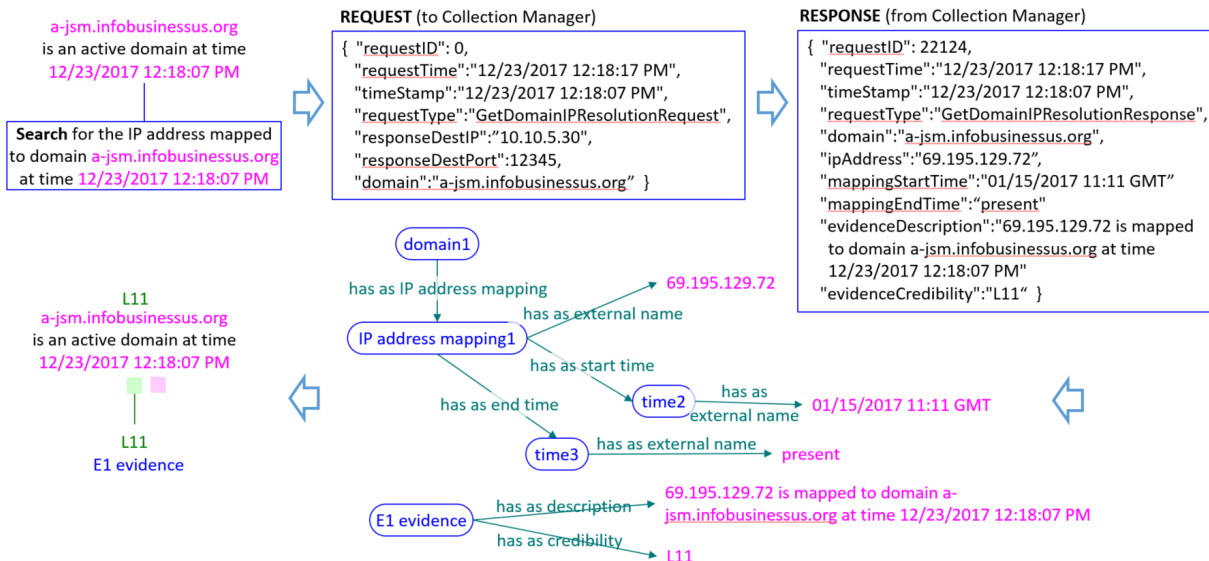 a-jsm.infobusinessus.org
is an active domain at time
12/23/2017 12:18:07 PM
Search for the IP address mapped
to domain a-jsm.infobusinessus.org
at time 12/23/2017 12:18:07 PM
REQUEST (to Collection Manager)
{ "requestID": 0,
"requestTime":"12/23/2017 12:18:17 PM",
"timeStamp":"12/23/2017 12:18:07 PM",
"requestType":"GetDomainIPResolutionRequest",
"responseDestIP":"10.10.5.30",
"responseDestPort":12345,
"domain":"a-jsm.infobusinessus.org" }
RESPONSE (from Collection Manager)
{ "requestID": 22124,
"requestTime":"12/23/2017 12:18:17 PM",
"timeStamp":"12/23/2017 12:18:07 PM",
"requestType":"GetDomainIPResolutionResponse",
"domain":"a-jsm.infobusinessus.org",
"ipAddress":"69.195.129.72",
"mappingStartTime":"01/15/2017 11:11 GMT"
"mappingEndTime":"present"
"evidenceDescription":"69.195.129.72 is mapped
to domain a-jsm.infobusinessus.org at time
12/23/2017 12:18:07 PM"
"evidenceCredibility":"L11" }
domain1
has as IP address mapping
69.195.129.72
has as external name
IP address mapping1
has as start time
has as end time
time2
has as
external name
01/15/2017 11:11 GMT
time3
has as external name
present
E1 evidence
has as description
69.195.129.72 is mapped to domain a-
jsm.infobusinessus.org at time 12/23/2017 12:18:07 PM
has as credibility
L11
L11
a-jsm.infobusinessus.org
is an active domain at time
12/23/2017 12:18:07 PM
L11
E1 evidence